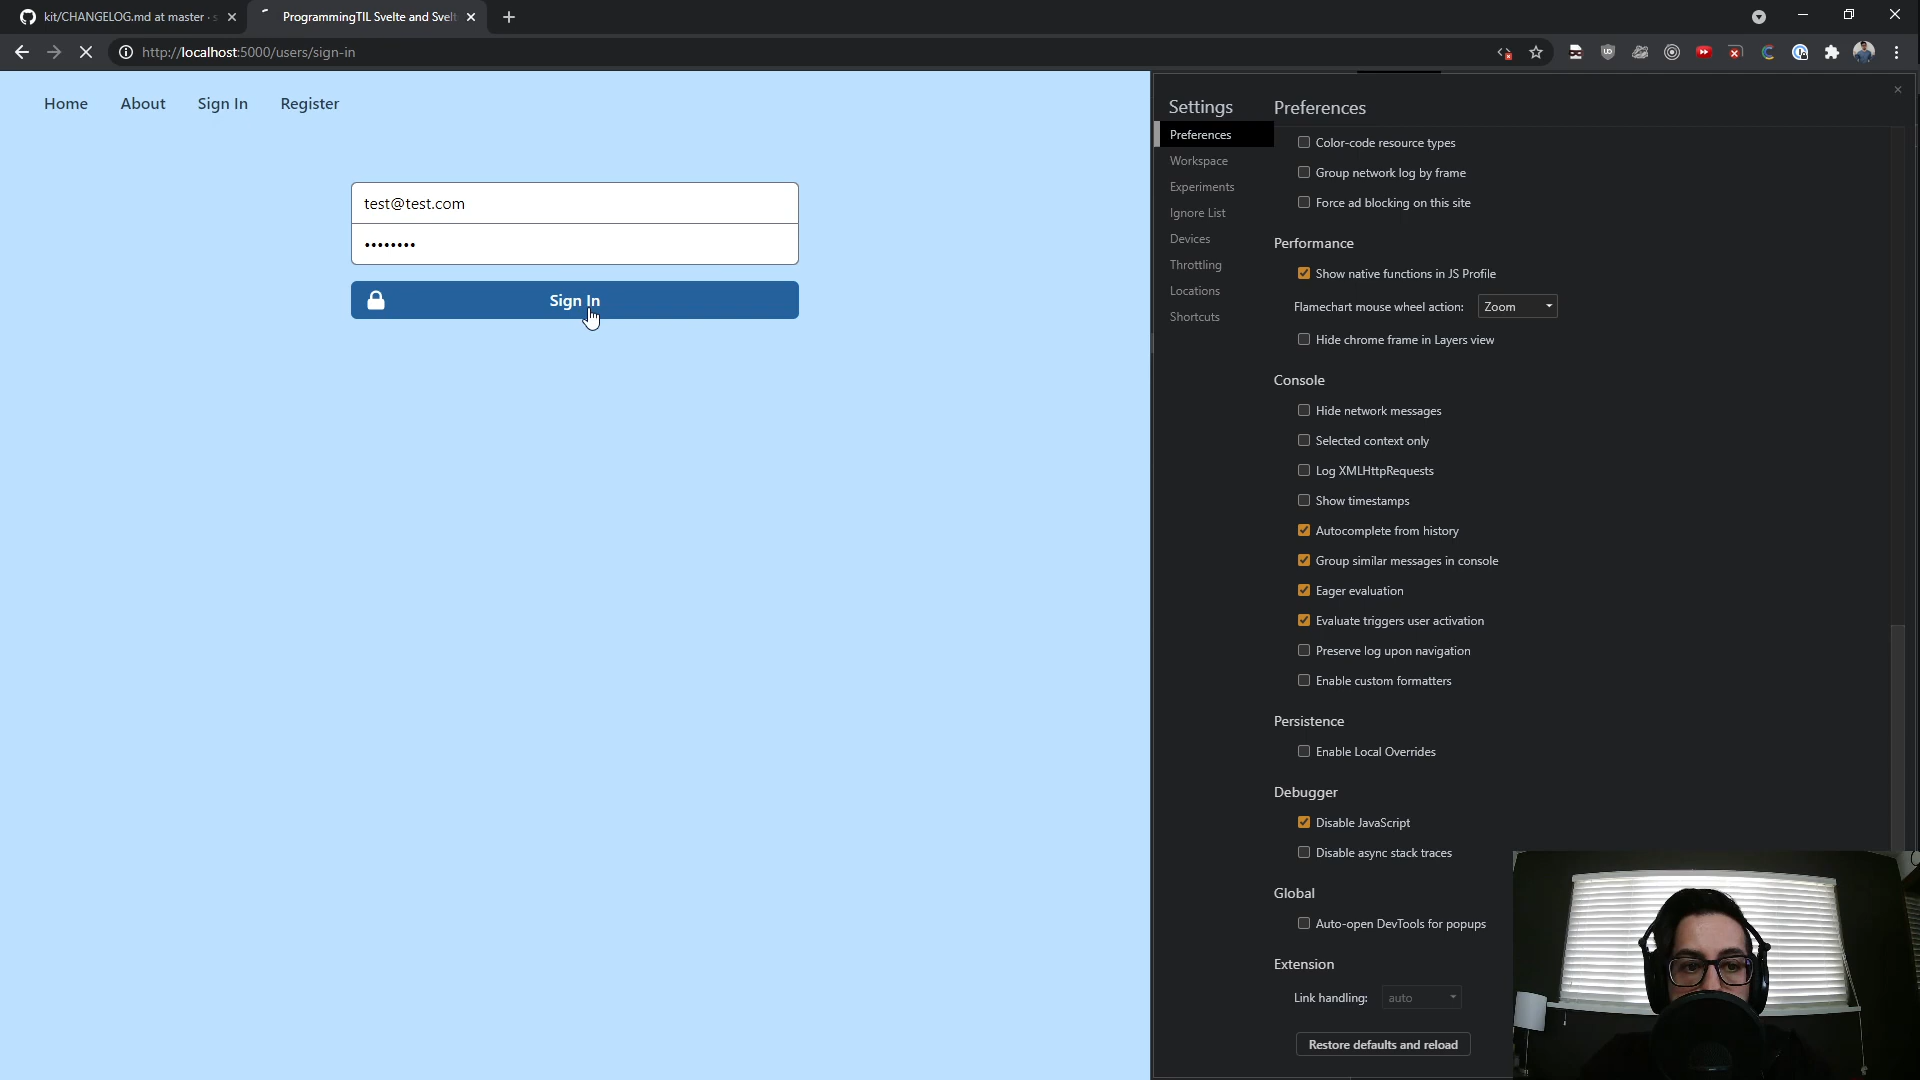 kit/CHANGELOG.md at master · s
ProgrammingTIL Svelte and Svelt
http://localhost:5000/users/sign-in
Home About Sign In Register
test@test.com
••••••••
Sign In
Settings
Preferences
Workspace
Experiments
Ignore List
Devices
Throttling
Locations
Shortcuts
Preferences
Color-code resource types
Group network log by frame
Force ad blocking on this site
Performance
Show native functions in JS Profile
Flamechart mouse wheel action: Zoom
Hide chrome frame in Layers view
Console
Hide network messages
Selected context only
Log XMLHttpRequests
Show timestamps
Autocomplete from history
Group similar messages in console
Eager evaluation
Evaluate triggers user activation
Preserve log upon navigation
Enable custom formatters
Persistence
Enable Local Overrides
Debugger
Disable JavaScript
Disable async stack traces
Global
Auto-open DevTools for popups
Extension
Link handling: auto
Restore defaults and reload